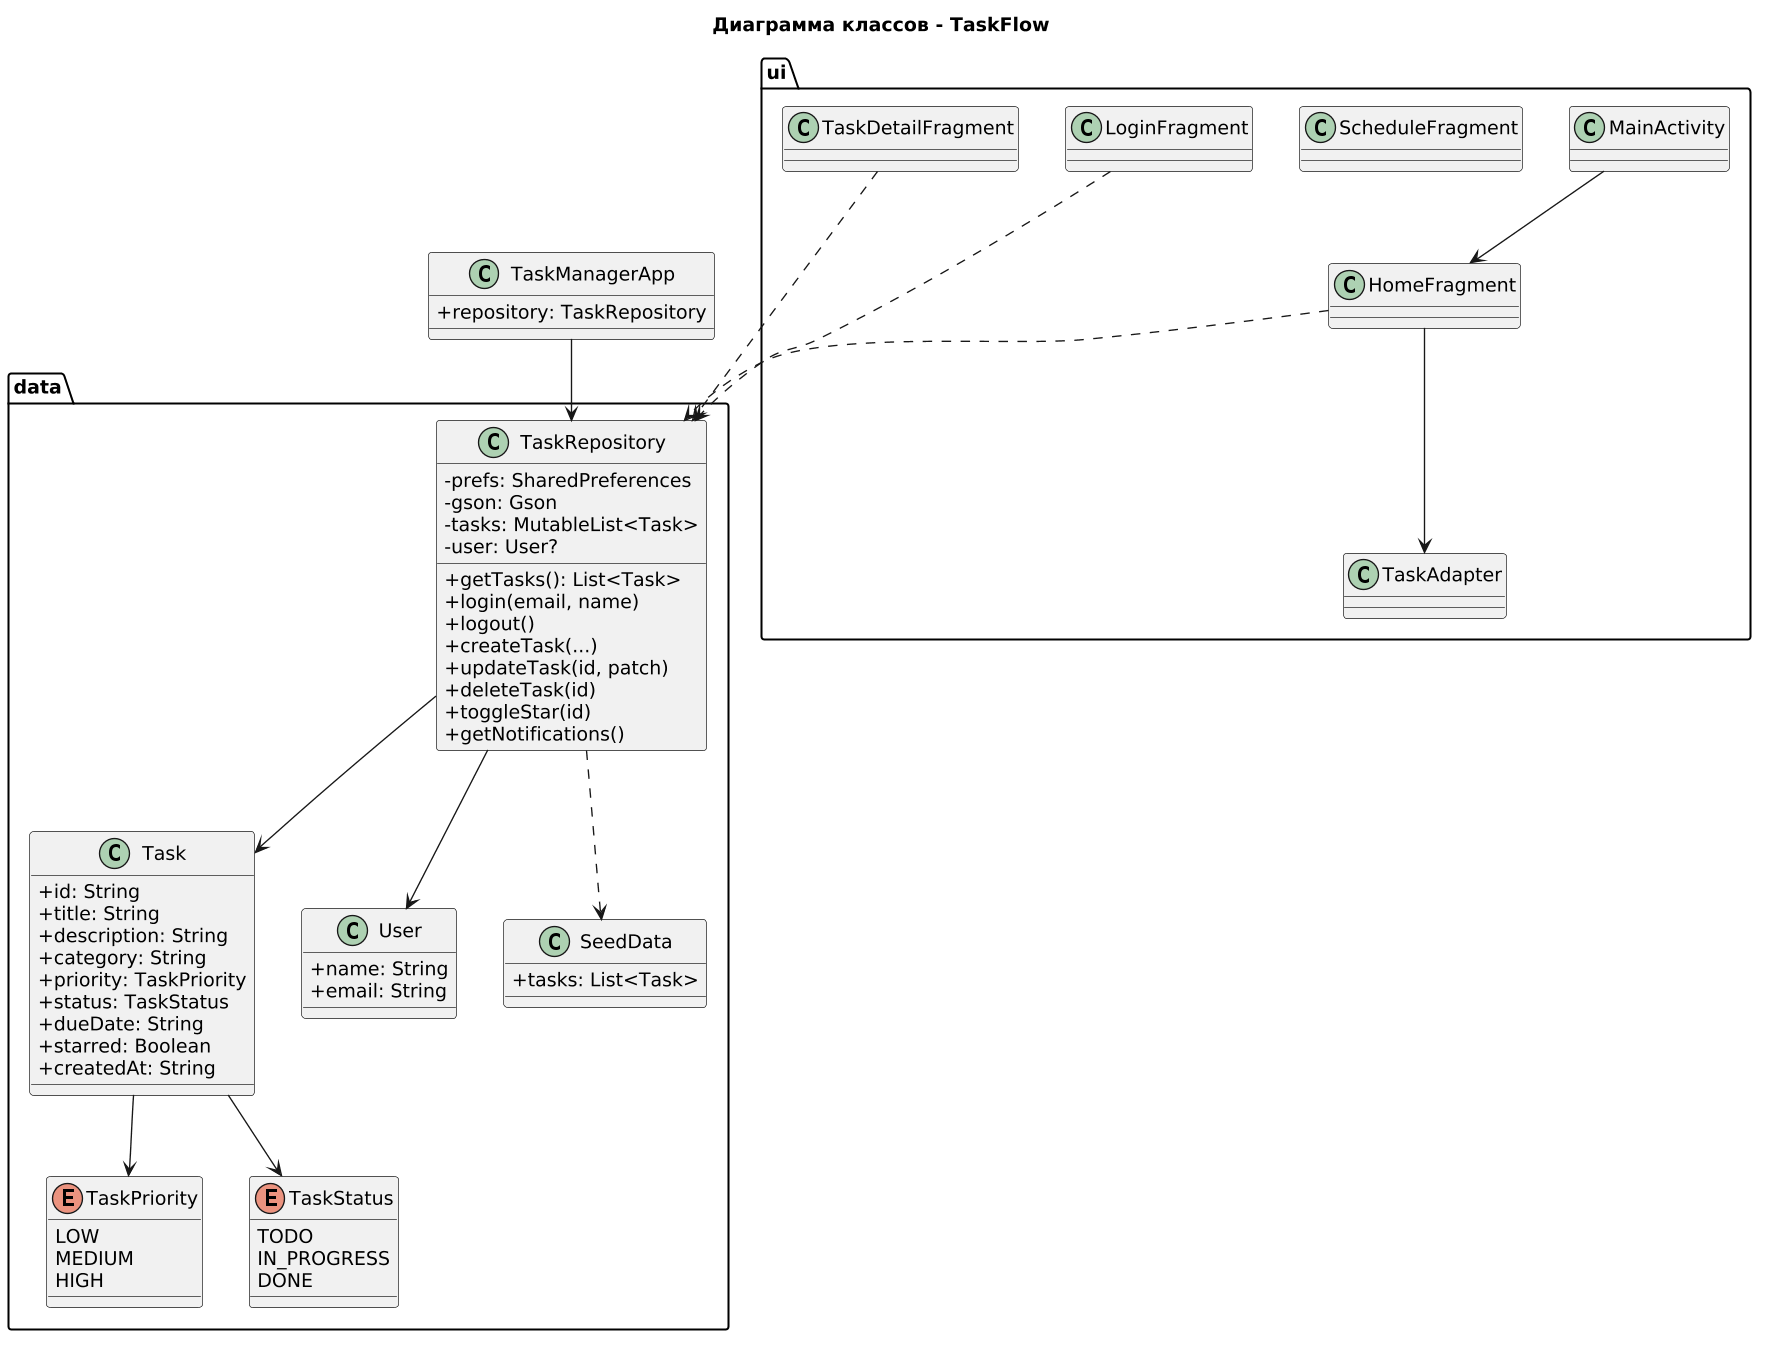 Диаграмма классов - TaskFlow
ui
C TaskDetailFragment
C LoginFragment
C ScheduleFragment
C MainActivity
C TaskManagerApp
+repository: TaskRepository
C HomeFragment
data
C TaskRepository
-prefs: SharedPreferences
-gson: Gson
-tasks: MutableList<Task>
-user: User?
+getTasks(): List<Task>
+login(email, name)
+logout()
+createTask(...)
+updateTask(id, patch)
+deleteTask(id)
+toggleStar(id)
+getNotifications()
C TaskAdapter
C Task
+id: String
+title: String
+description: String
+category: String
+priority: TaskPriority
+status: TaskStatus
+dueDate: String
+starred: Boolean
+createdAt: String
C User
+name: String
+email: String
C SeedData
+tasks: List<Task>
E TaskPriority
LOW
MEDIUM
HIGH
E TaskStatus
TODO
IN_PROGRESS
DONE